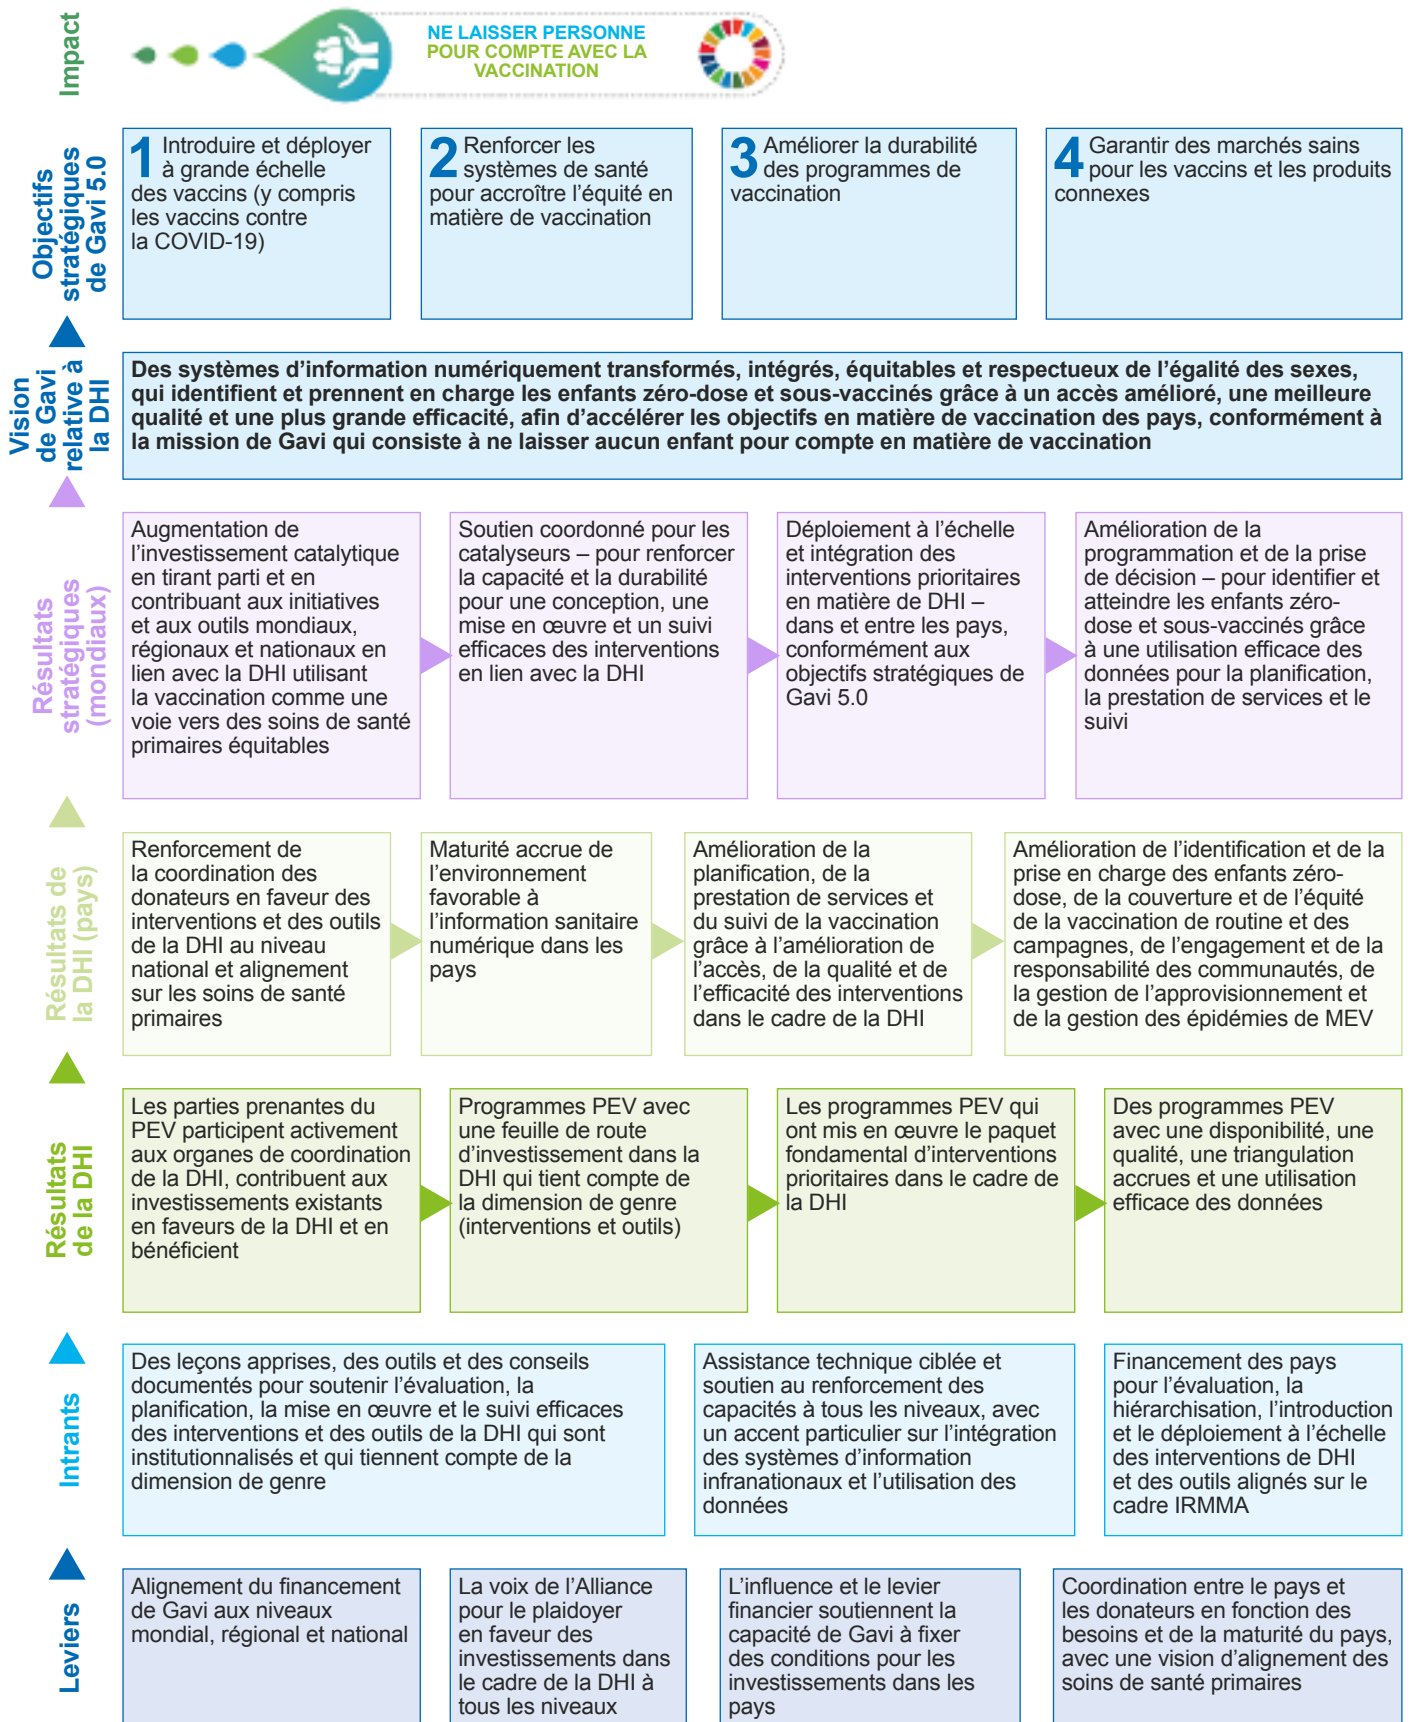 Impact
NE LAISSER PERSONNE
POUR COMPTE AVEC LA
VACCINATION
Objectifs
stratégiques
de Gavi 5.0
1 Introduire et déployer
à grande échelle
des vaccins (y compris
les vaccins contre
la COVID-19)
2 Renforcer les
systèmes de santé
pour accroître l’équité en
matière de vaccination
3 Améliorer la durabilité
des programmes de
vaccination
4 Garantir des marchés sains
pour les vaccins et les produits
connexes
Vision
de Gavi
relative à
la DHI
Des systèmes d’information numériquement transformés, intégrés, équitables et respectueux de l’égalité des sexes,
qui identifient et prennent en charge les enfants zéro-dose et sous-vaccinés grâce à un accès amélioré, une meilleure
qualité et une plus grande efficacité, afin d’accélérer les objectifs en matière de vaccination des pays, conformément à
la mission de Gavi qui consiste à ne laisser aucun enfant pour compte en matière de vaccination
Résultats
stratégiques
(mondiaux)
Augmentation de
l’investissement catalytique
en tirant parti et en
contribuant aux initiatives
et aux outils mondiaux,
régionaux et nationaux en
lien avec la DHI utilisant
la vaccination comme une
voie vers des soins de santé
primaires équitables
Soutien coordonné pour les
catalyseurs – pour renforcer
la capacité et la durabilité
pour une conception, une
mise en œuvre et un suivi
efficaces des interventions
en lien avec la DHI
Déploiement à l’échelle
et intégration des
interventions prioritaires
en matière de DHI –
dans et entre les pays,
conformément aux
objectifs stratégiques de
Gavi 5.0
Amélioration de la
programmation et de la prise
de décision – pour identifier et
atteindre les enfants zéro-
dose et sous-vaccinés grâce
à une utilisation efficace des
données pour la planification,
la prestation de services et le
suivi
Résultats de
la DHI (pays)
Renforcement de
la coordination des
donateurs en faveur des
interventions et des outils
de la DHI au niveau
national et alignement
sur les soins de santé
primaires
Maturité accrue de
l’environnement
favorable à
l’information sanitaire
numérique dans les
pays
Amélioration de la
planification, de la
prestation de services et
du suivi de la vaccination
grâce à l’amélioration de
l’accès, de la qualité et de
l’efficacité des interventions
dans le cadre de la DHI
Amélioration de l’identification et de la
prise en charge des enfants zéro-
dose, de la couverture et de l’équité
de la vaccination de routine et des
campagnes, de l’engagement et de la
responsabilité des communautés, de
la gestion de l’approvisionnement et
de la gestion des épidémies de MEV
Résultats
de la DHI
Les parties prenantes du
PEV participent activement
aux organes de coordination
de la DHI, contribuent aux
investissements existants
en faveurs de la DHI et en
bénéficient
Programmes PEV avec
une feuille de route
d’investissement dans la
DHI qui tient compte de
la dimension de genre
(interventions et outils)
Les programmes PEV qui
ont mis en œuvre le paquet
fondamental d’interventions
prioritaires dans le cadre de
la DHI
Des programmes PEV
avec une disponibilité, une
qualité, une triangulation
accrues et une utilisation
efficace des données
Intrants
Des leçons apprises, des outils et des conseils
documentés pour soutenir l’évaluation, la
planification, la mise en œuvre et le suivi efficaces
des interventions et des outils de la DHI qui sont
institutionnalisés et qui tiennent compte de la
dimension de genre
Assistance technique ciblée et
soutien au renforcement des
capacités à tous les niveaux, avec
un accent particulier sur l’intégration
des systèmes d’information
infranationaux et l’utilisation des
données
Financement des pays
pour l’évaluation, la
hiérarchisation, l’introduction
et le déploiement à l’échelle
des interventions de DHI
et des outils alignés sur le
cadre IRMMA
Leviers
Alignement du financement
de Gavi aux niveaux
mondial, régional et national
La voix de l’Alliance
pour le plaidoyer
en faveur des
investissements dans
le cadre de la DHI à
tous les niveaux
L’influence et le levier
financier soutiennent la
capacité de Gavi à fixer
des conditions pour les
investissements dans les
pays
Coordination entre le pays et
les donateurs en fonction des
besoins et de la maturité du pays,
avec une vision d’alignement des
soins de santé primaires